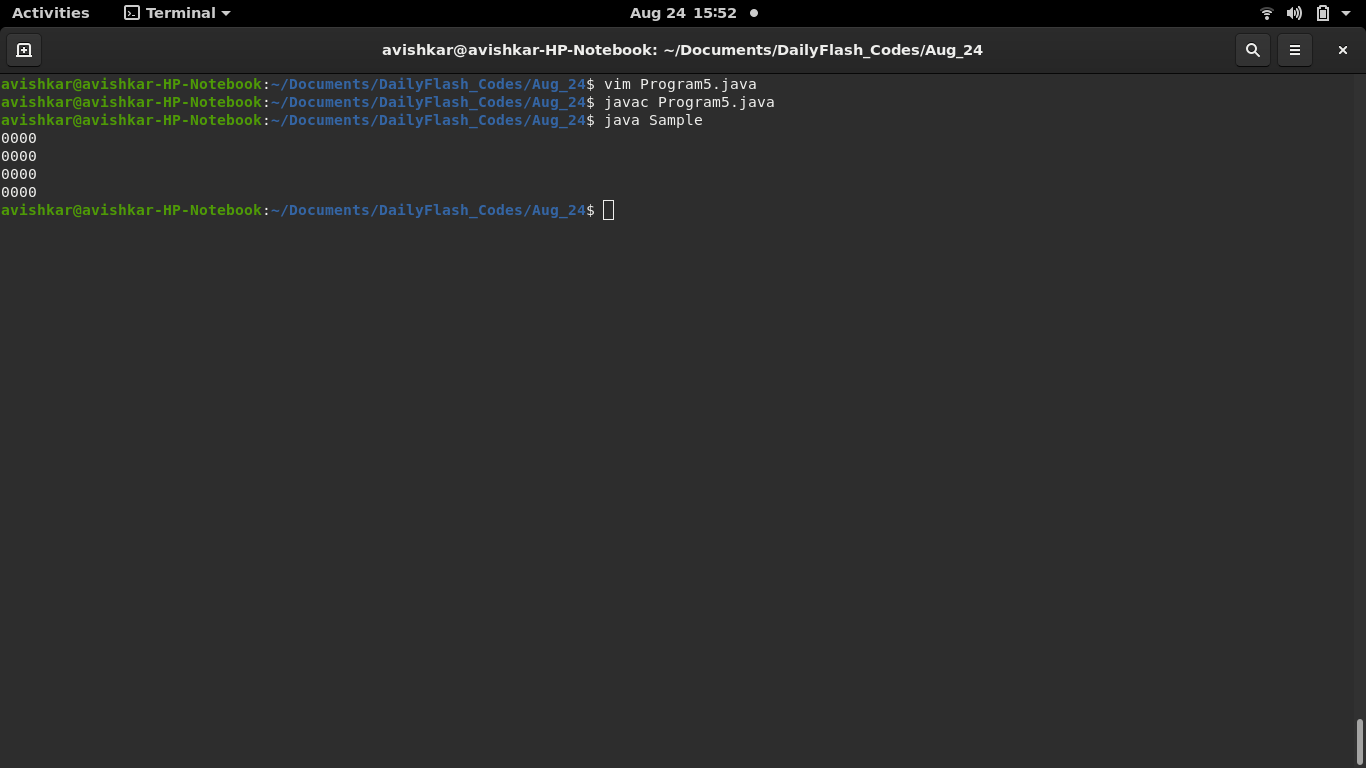 Activities Terminal Aug 24 15:52
avishkar@avishkar-HP-Notebook: ~/Documents/DailyFlash_Codes/Aug_24
avishkar@avishkar-HP-Notebook:~/Documents/DailyFlash_Codes/Aug_24$ vim Program5.java
avishkar@avishkar-HP-Notebook:~/Documents/DailyFlash_Codes/Aug_24$ javac Program5.java
avishkar@avishkar-HP-Notebook:~/Documents/DailyFlash_Codes/Aug_24$ java Sample
0000
0000
0000
0000
avishkar@avishkar-HP-Notebook:~/Documents/DailyFlash_Codes/Aug_24$